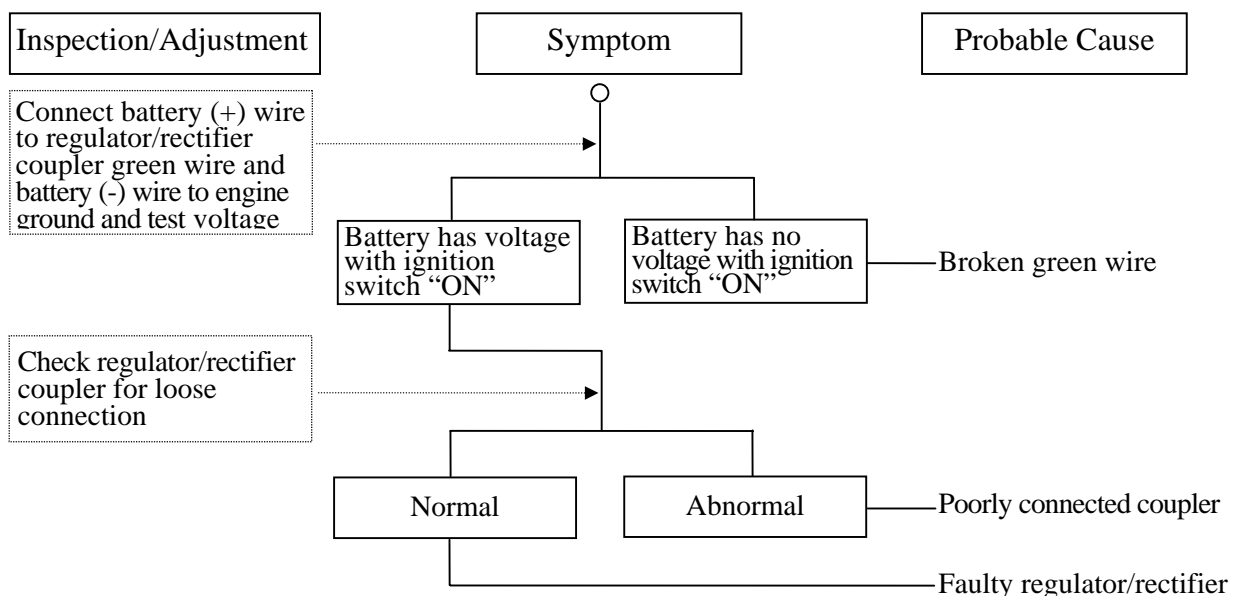 Inspection/Adjustment
Symptom
Probable Cause
Connect battery (+) wire
to regulator/rectifier
coupler green wire and
battery (-) wire to engine
ground and test voltage
Battery has voltage
with ignition
switch “ON”
Battery has no
voltage with ignition
switch “ON”
Broken green wire
Check regulator/rectifier
coupler for loose
connection
Normal
Abnormal
Poorly connected coupler
Faulty regulator/rectifier